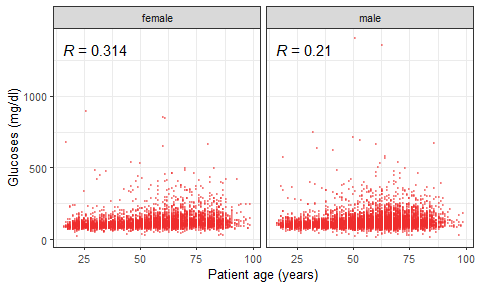 female male
R = 0.314 R = 0.21
Glucoses (mg/dl)
1000
500
0
25 50 75 100 25 50 75 100
Patient age (years)